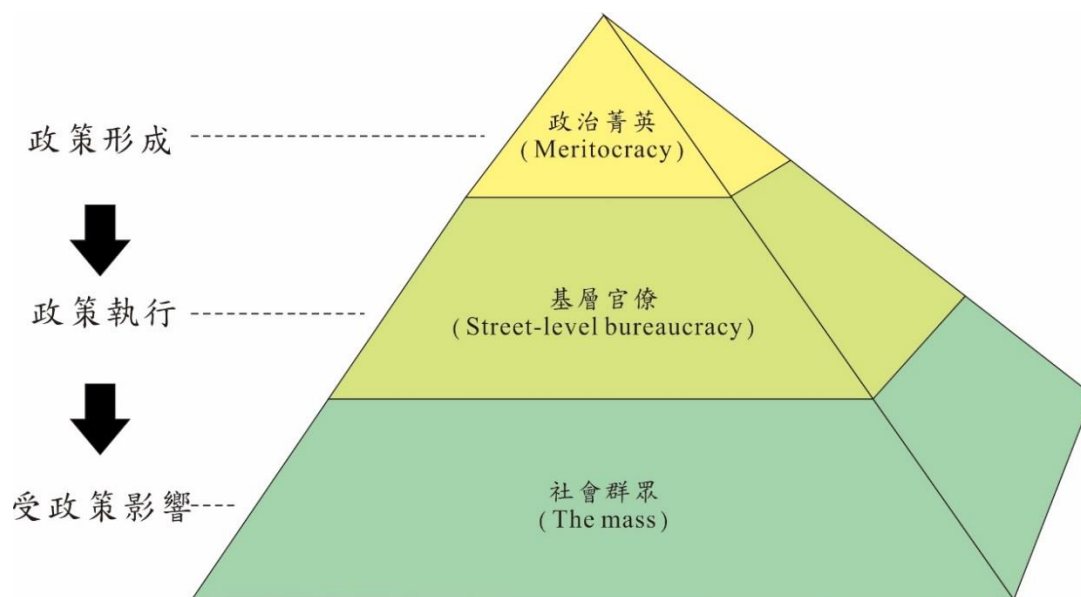 政策形成
政治菁英
(Meritocracy)
政策執行
基層官僚
(Street-level bureaucracy)
受政策影響
社會群眾
(The mass)